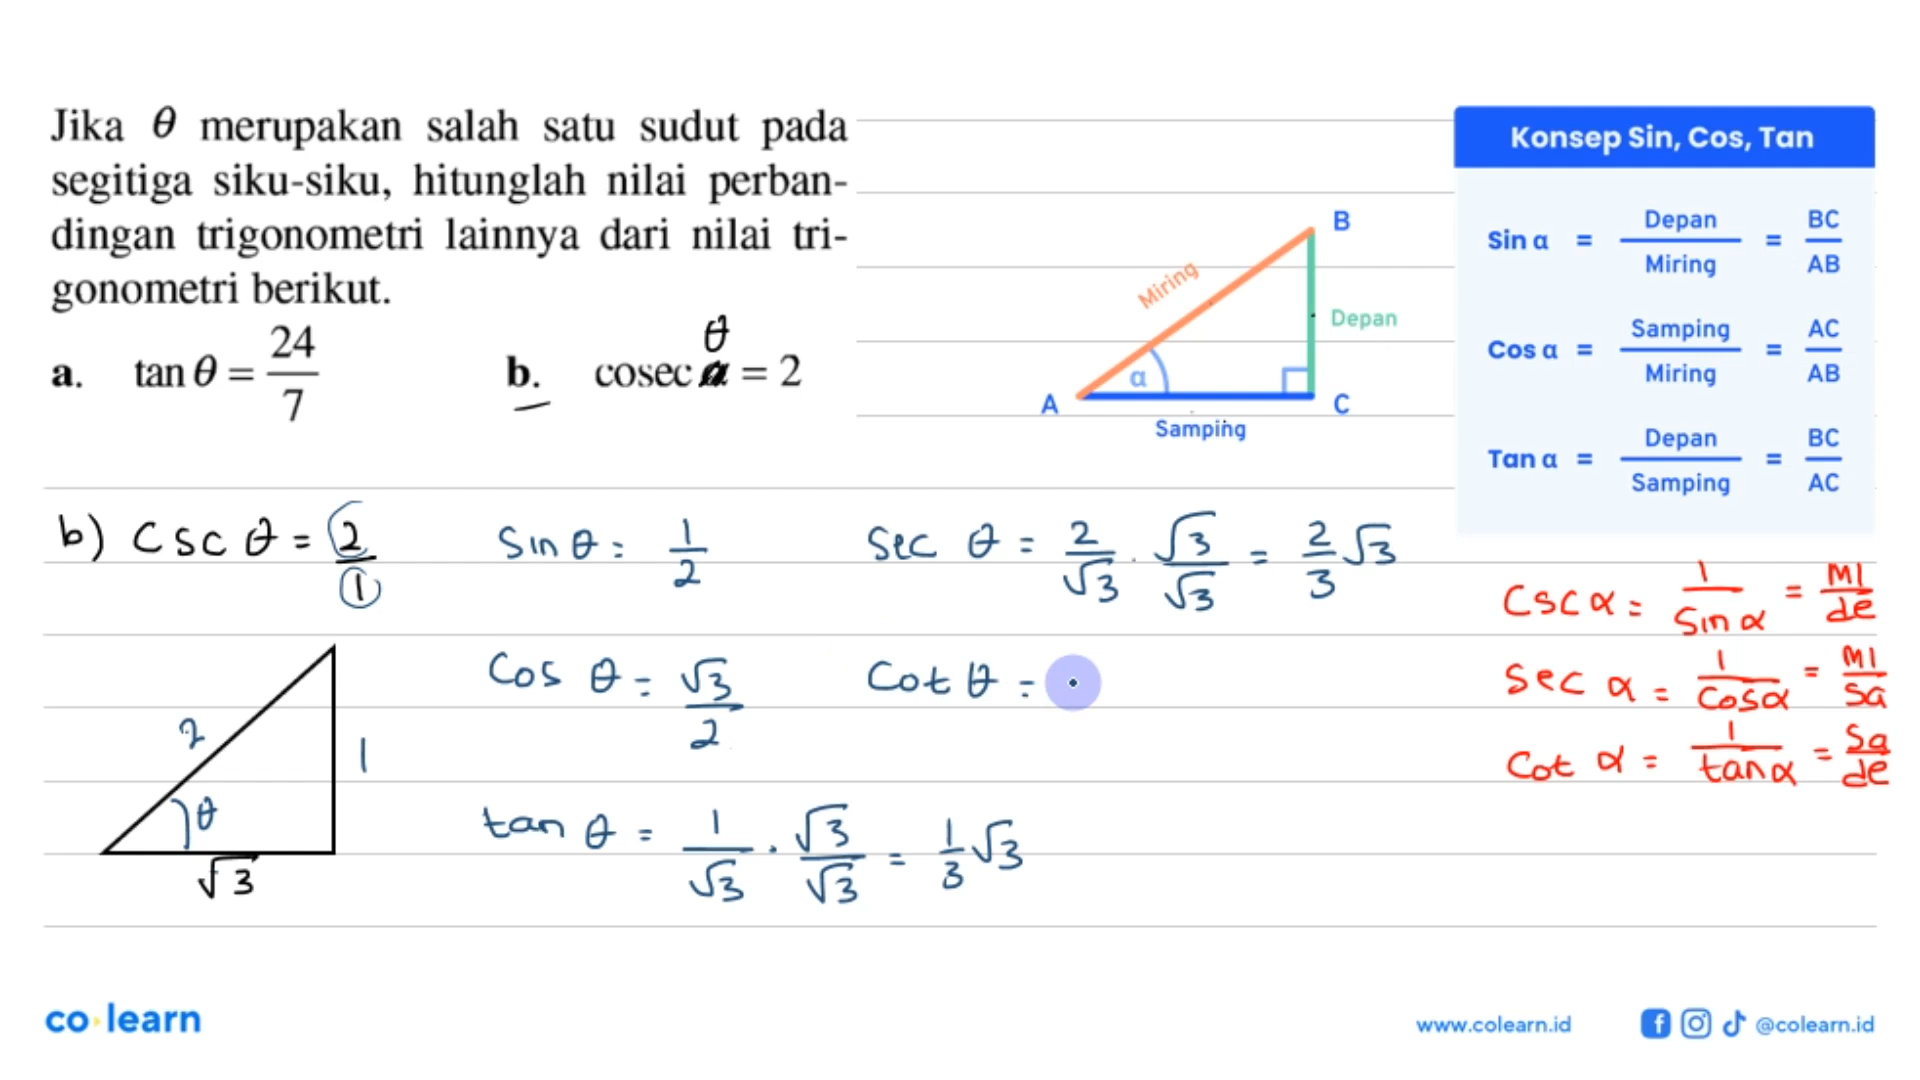 Jika θ merupakan salah satu sudut pada
segitiga siku-siku, hitunglah nilai perban-
dingan trigonometri lainnya dari nilai tri-
gonometri berikut.
a. tan θ = 24/7
b. cosec θ = 2
B
Miring
Depan
α
A
C
Samping
Konsep Sin, Cos, Tan
Sin α = Depan/Miring = BC/AB
Cos α = Samping/Miring = AC/AB
Tan α = Depan/Samping = BC/AC
b) csc θ = 2/1
2
1
θ
√3
Sin θ = 1/2
Cos θ = √3/2
tan θ = 1/√3 . √3/√3 = 1/3 √3
Sec θ = 2/√3 . √3/√3 = 2/3 √3
Cot θ =
Csc α = 1/Sin α = MI/de
Sec α = 1/Cos α = MI/Sa
Cot α = 1/tan α = Sa/de
co learn
www.colearn.id
@colearn.id